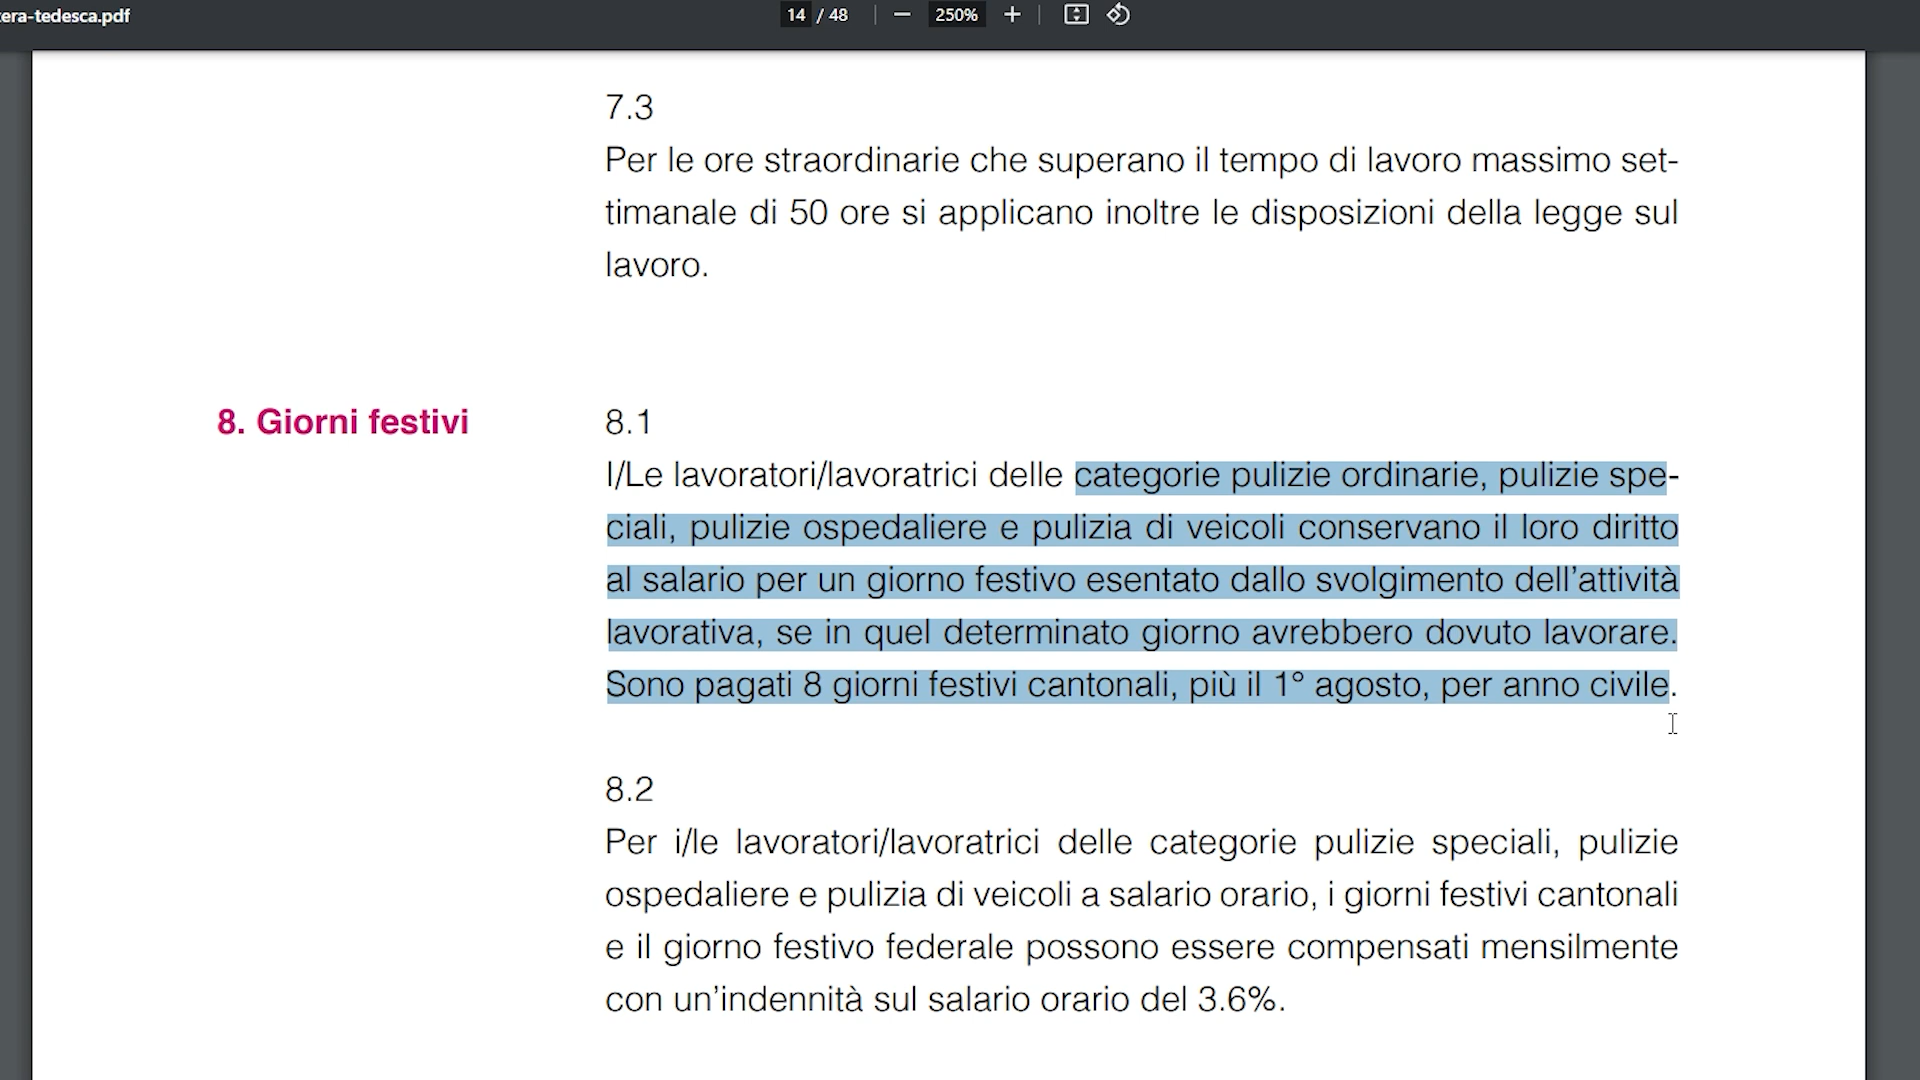 era-tedesca.pdf
14 / 48
250%
7.3
Per le ore straordinarie che superano il tempo di lavoro massimo set-
timanale di 50 ore si applicano inoltre le disposizioni della legge sul
lavoro.
8. Giorni festivi
8.1
I/Le lavoratori/lavoratrici delle categorie pulizie ordinarie, pulizie spe-
ciali, pulizie ospedaliere e pulizia di veicoli conservano il loro diritto
al salario per un giorno festivo esentato dallo svolgimento dell’attività
lavorativa, se in quel determinato giorno avrebbero dovuto lavorare.
Sono pagati 8 giorni festivi cantonali, più il 1° agosto, per anno civile.
8.2
Per i/le lavoratori/lavoratrici delle categorie pulizie speciali, pulizie
ospedaliere e pulizia di veicoli a salario orario, i giorni festivi cantonali
e il giorno festivo federale possono essere compensati mensilmente
con un’indennità sul salario orario del 3.6%.